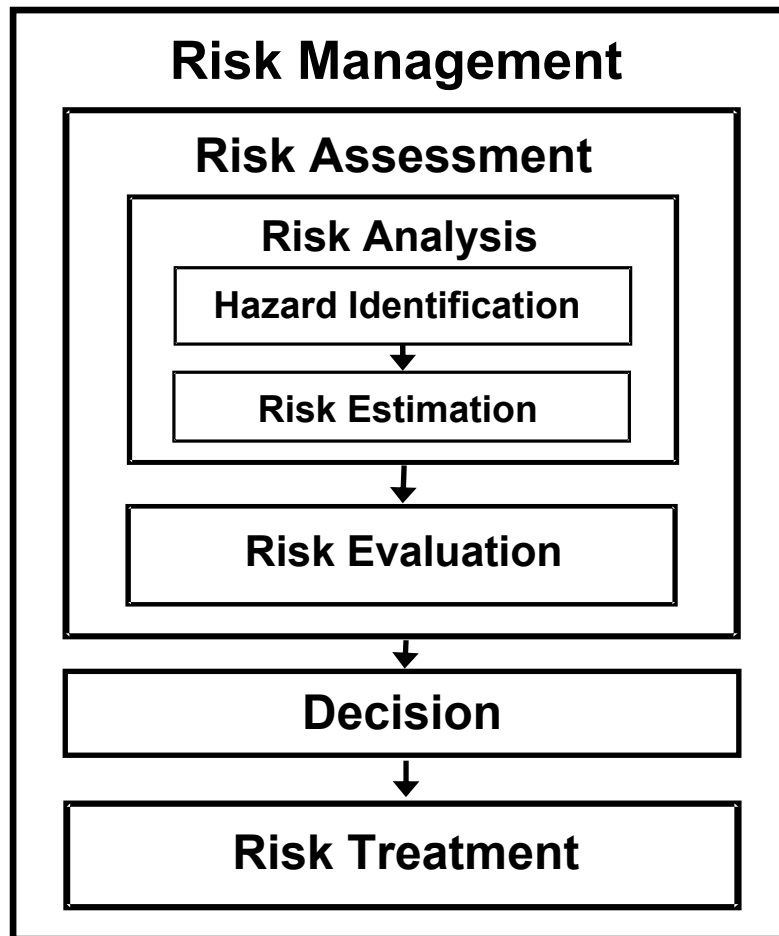 Risk Management
Risk Assessment
Risk Analysis
Hazard Identification
Risk Estimation
Risk Evaluation
Decision
Risk Treatment